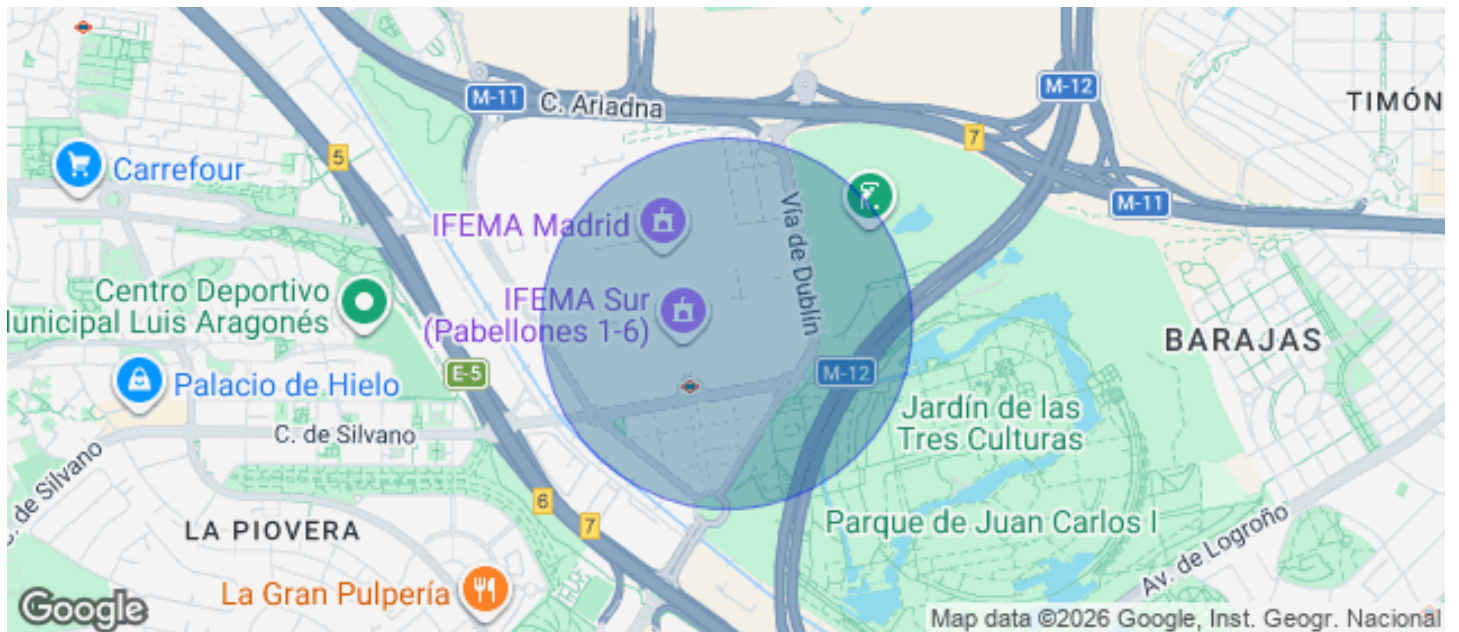 M-11
C. Ariadna
M-12
TIMÓN
7
5
Carrefour
M-11
IFEMA Madrid
Vía de Dublín
Centro Deportivo
Municipal Luis Aragonés
IFEMA Sur
(Pabellones 1-6)
BARAJAS
E-5
M-12
Palacio de Hielo
Jardín de las
Tres Culturas
C. de Silvano
C. de Silvano
6
7
LA PIOVERA
Parque de Juan Carlos I
Av. de Logroño
La Gran Pulpería
Google
Map data ©2026 Google, Inst. Geogr. Nacional